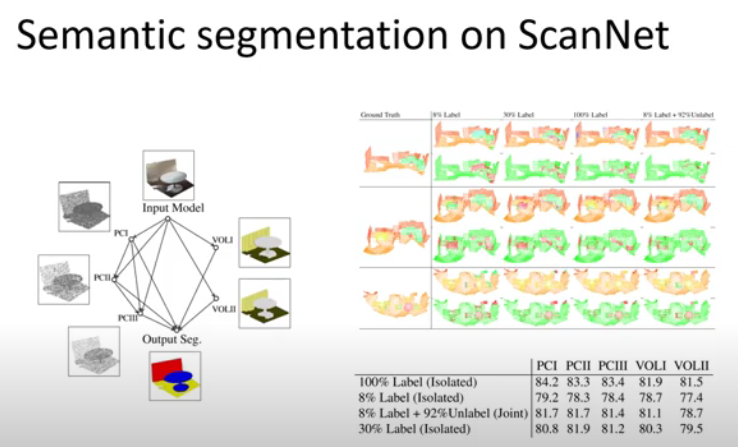 Semantic segmentation on ScanNet
Input Model
PCI
VOLI
PCII
VOLII
PCIII
Output Seg.
Ground Truth 8% Label 30% Label 100% Label 8% Label + 92%Unlabel
PCI PCII PCIII VOLI VOLII
100% Label (Isolated) 84.2 83.3 83.4 81.9 81.5
8% Label (Isolated) 79.2 78.3 78.4 78.7 77.4
8% Label + 92%Unlabel (Joint) 81.7 81.7 81.4 81.1 78.7
30% Label (Isolated) 80.8 81.9 81.2 80.3 79.5